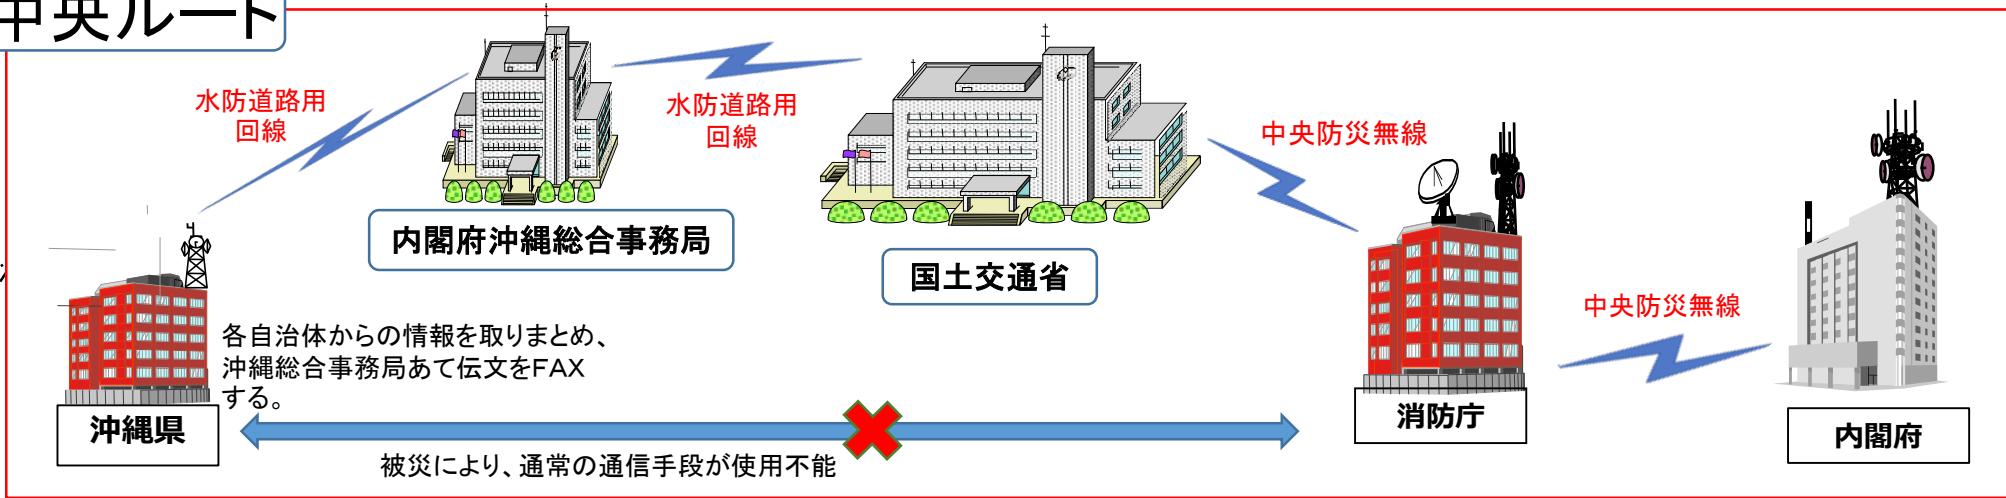 中央ルート
水防道路用
回線
水防道路用
回線
中央防災無線
中央防災無線
内閣府沖縄総合事務局
国土交通省
各自治体からの情報を取りまとめ、
沖縄総合事務局あて伝文をFAX
する。
沖縄県
消防庁
内閣府
被災により、通常の通信手段が使用不能